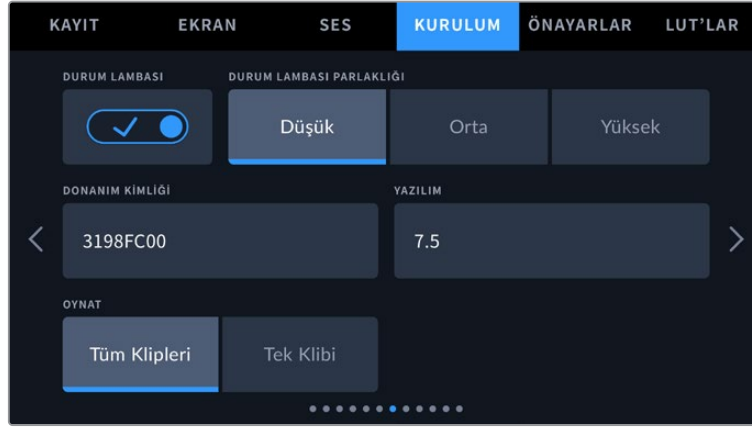 KAYIT EKRAN SES KURULUM ÖNAYARLAR LUT’LAR
DURUM LAMBASI DURUM LAMBASI PARLAKLIĞI
Düşük Orta Yüksek
DONANIM KİMLİĞİ YAZILIM
3198FC00 7.5
OYNAT
Tüm Klipleri Tek Klibi